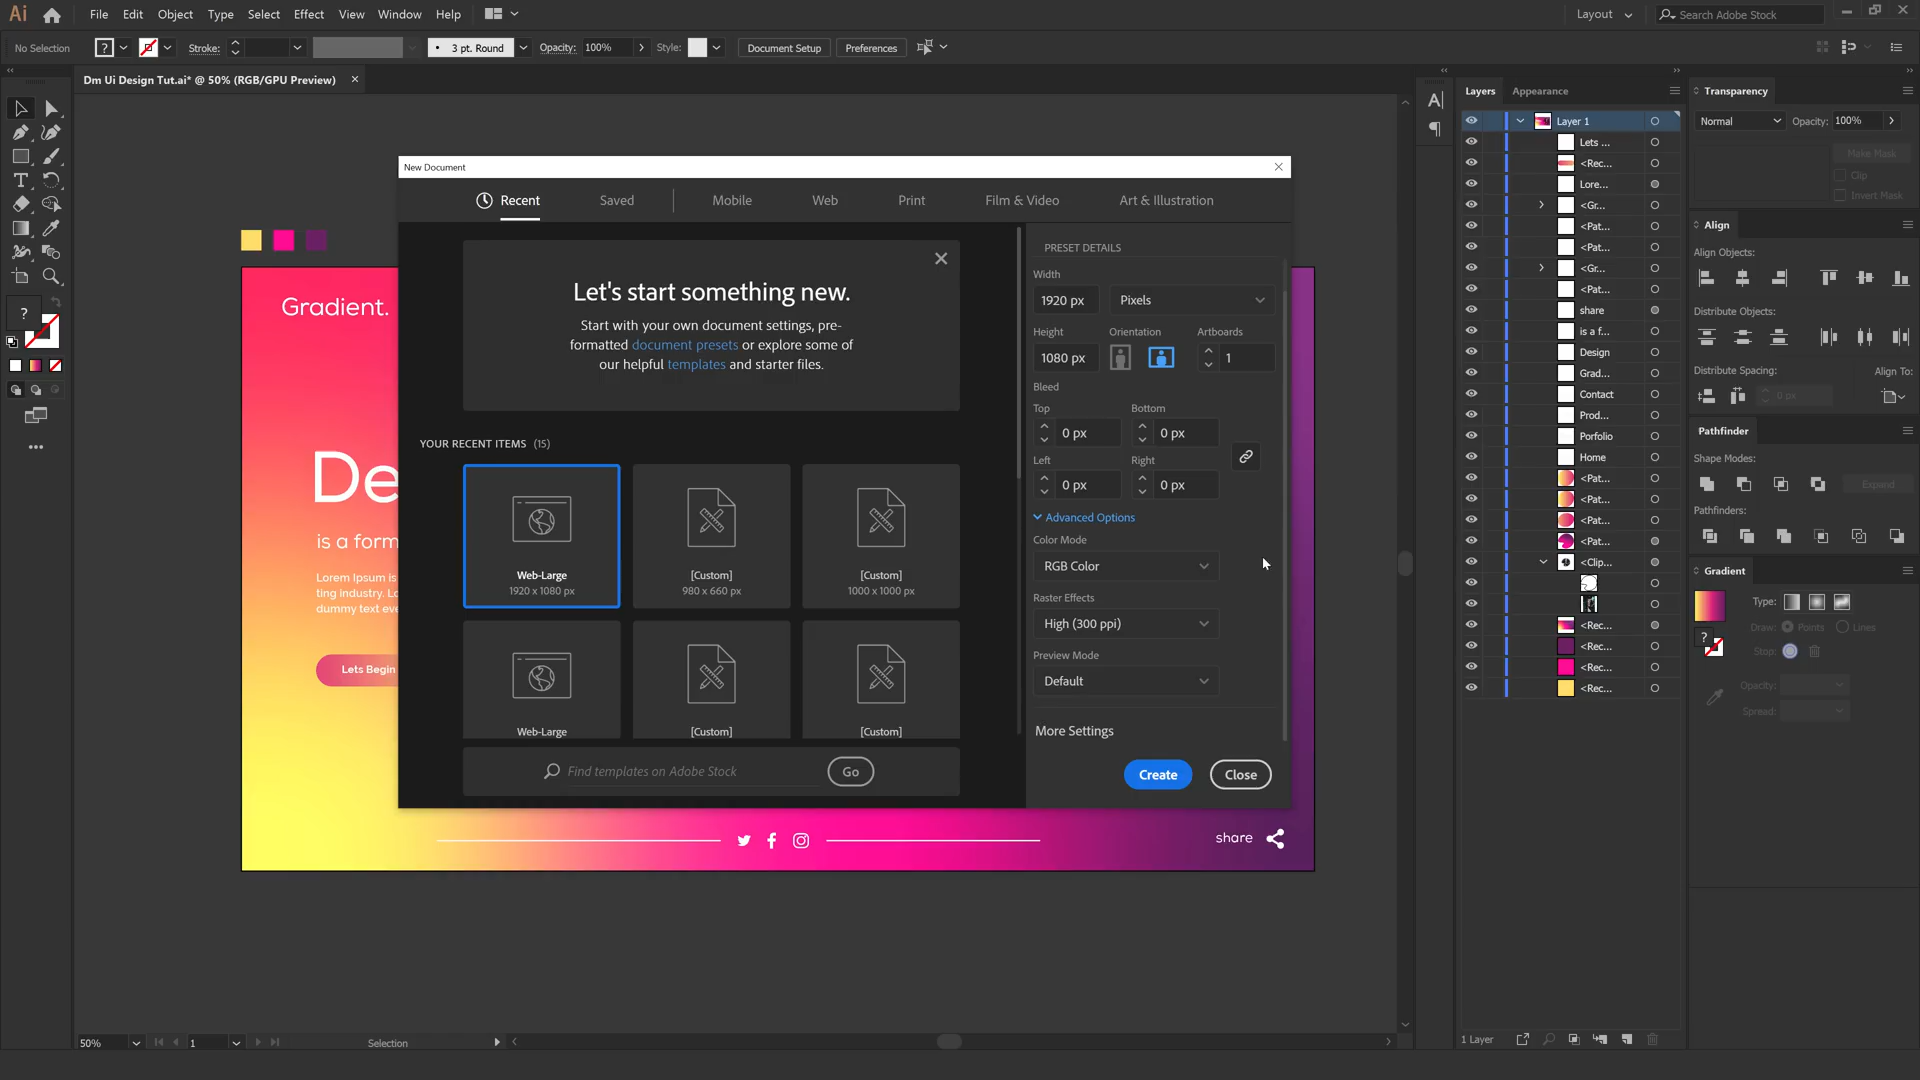 Ai
File Edit Object Type Select Effect View Window Help
Layout
Search Adobe Stock
No Selection
?
Stroke:
3 pt. Round
Opacity: 100%
Style:
Document Setup
Preferences
Dm Ui Design Tut.ai* @ 50% (RGB/GPU Preview)
New Document
Recent
Saved
Mobile
Web
Print
Film & Video
Art & Illustration
Let's start something new.
Start with your own document settings, pre-
formatted document presets or explore some of
our helpful templates and starter files.
YOUR RECENT ITEMS (15)
Web-Large
1920 x 1080 px
[Custom]
980 x 660 px
[Custom]
1000 x 1000 px
Web-Large
[Custom]
[Custom]
Find templates on Adobe Stock
Go
PRESET DETAILS
Width
1920 px
Pixels
Height
Orientation
Artboards
1080 px
1
Bleed
Top
Bottom
0 px
0 px
Left
Right
0 px
0 px
Advanced Options
Color Mode
RGB Color
Raster Effects
High (300 ppi)
Preview Mode
Default
More Settings
Create
Close
Gradient.
De
is a form
Lorem Ipsum is
ting industry. Lo
dummy text eve
Lets Begin
share
?
50%
1
Selection
Layers
Appearance
Layer 1
Lets ...
<Rec...
Lore...
<Gr...
<Pat...
<Pat...
<Gr...
<Pat...
share
is a f...
Design
Grad...
Contact
Prod...
Porfolio
Home
<Pat...
<Pat...
<Pat...
<Pat...
<Clip...
<Rec...
<Rec...
<Rec...
<Rec...
1 Layer
Transparency
Normal
Opacity: 100%
Make Mask
Clip
Invert Mask
Align
Align Objects:
Distribute Objects:
Distribute Spacing:
Align To:
0 px
Pathfinder
Shape Modes:
Expand
Pathfinders:
Gradient
Type:
Draw: Points Lines
?
Stop:
Opacity:
Spread: